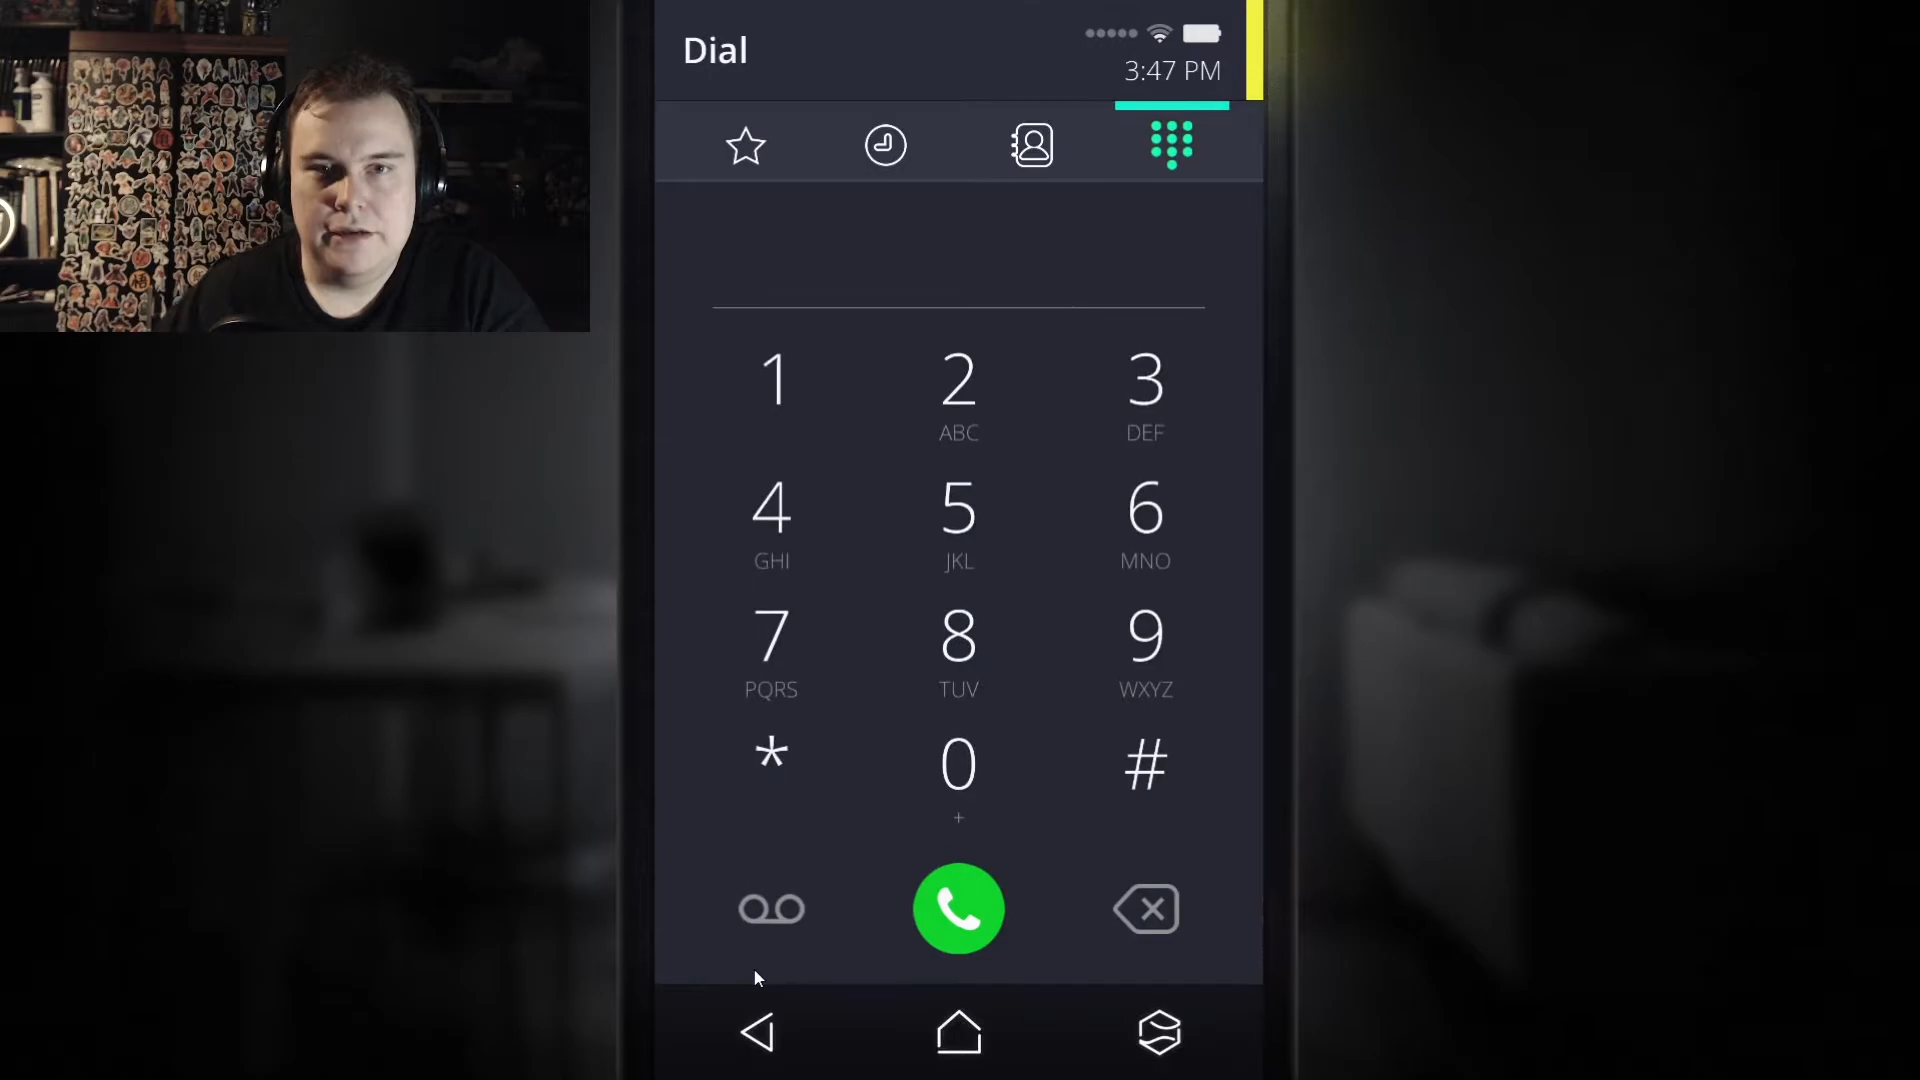 Dial
3:47 PM
1 2 3
ABC DEF
4 5 6
GHI JKL MNO
7 8 9
PQRS TUV WXYZ
* 0 #
+